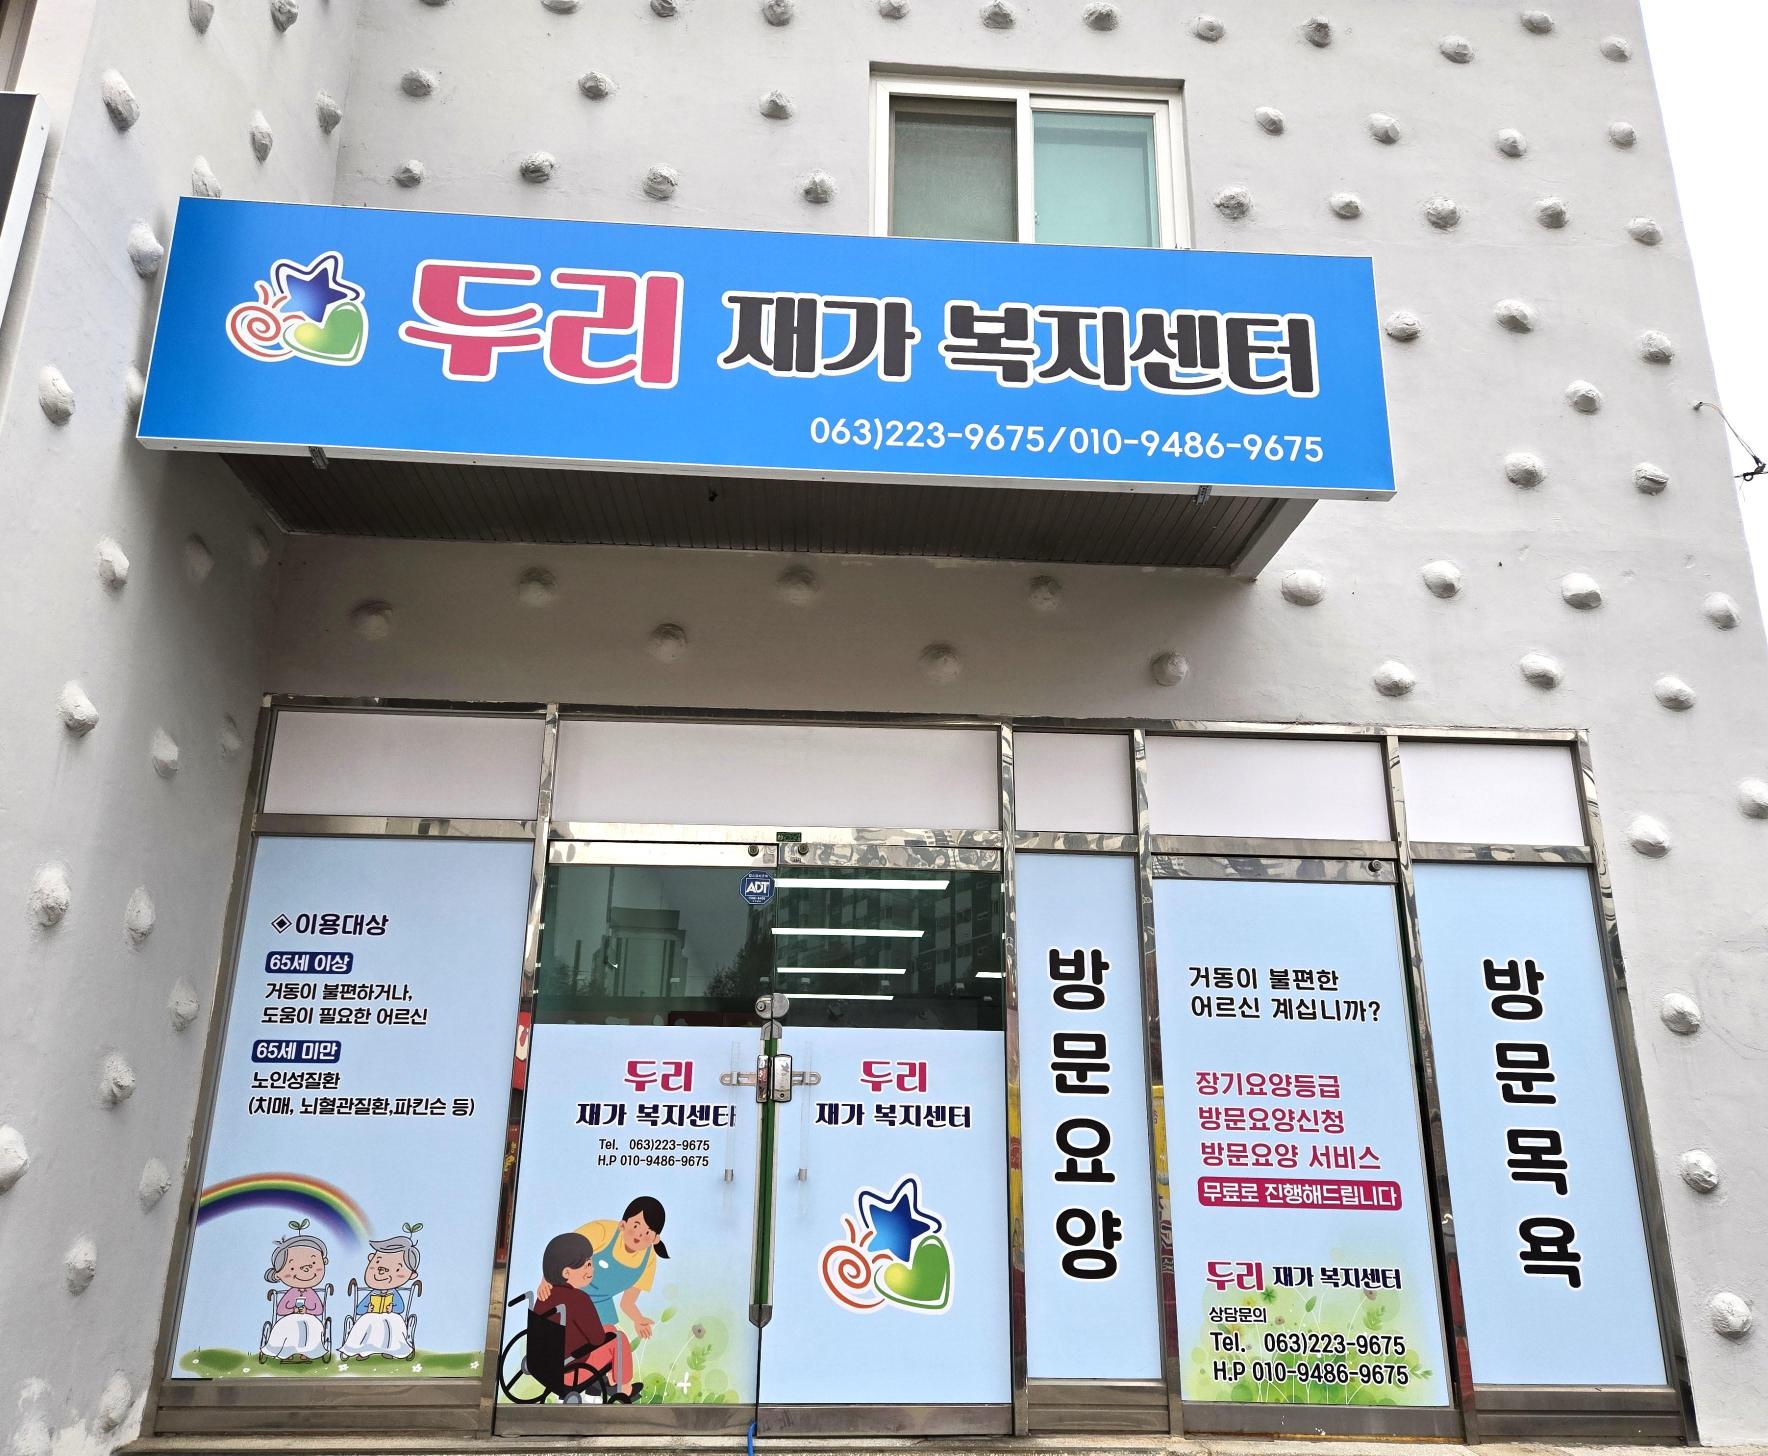 두리 재가 복지센터
063)223-9675/010-9486-9675
이용대상
65세 이상
거동이 불편하거나,
도움이 필요한 어르신
65세 미만
노인성질환
(치매, 뇌혈관질환,파킨슨 등)
ADT
두리
재가 복지센터
Tel. 063)223-9675
H.P 010-9486-9675
두리
재가 복지센터
방문요양
거동이 불편한
어르신 계십니까?
장기요양등급
방문요양신청
방문요양 서비스
무료로 진행해드립니다
두리 재가 복지센터
상담문의
Tel. 063)223-9675
H.P 010-9486-9675
방문목욕